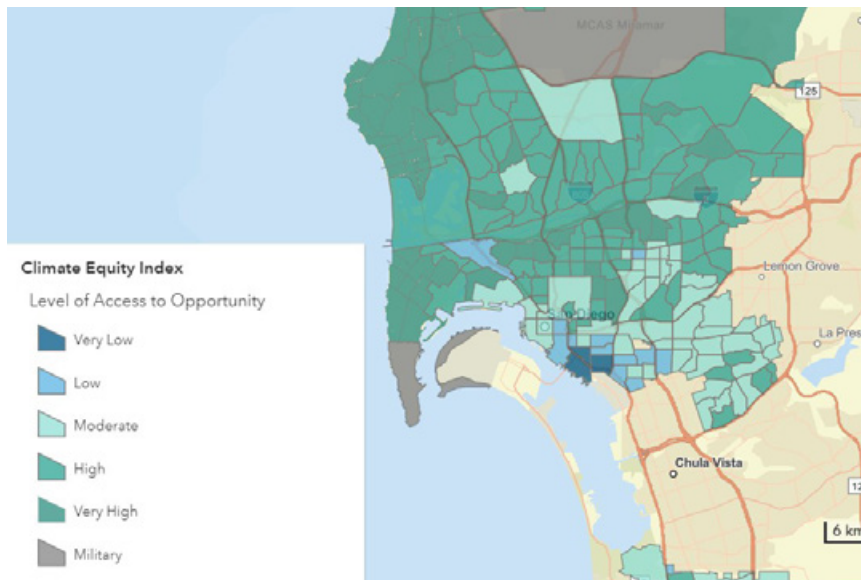 MCAS Miramar
125
Climate Equity Index
Level of Access to Opportunity
Very Low
Low
Moderate
High
Very High
Military
Lemon Grove
San Diego
La Pres
Chula Vista
12
6 km